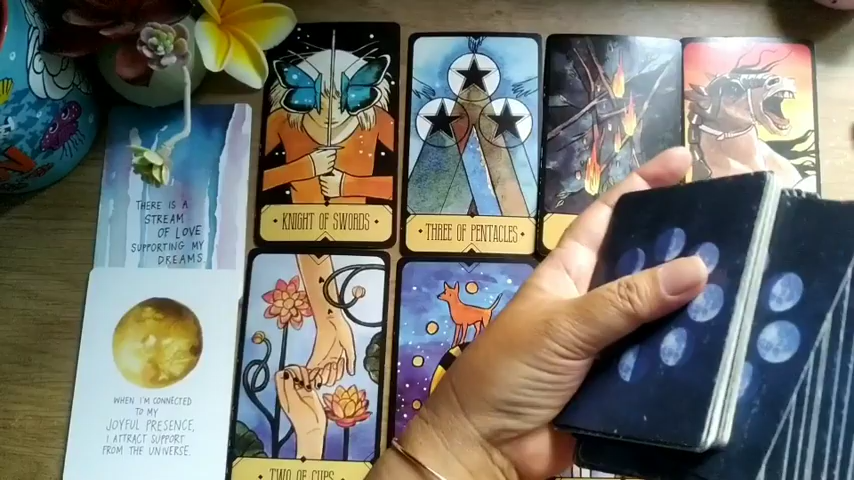 THERE IS A
STREAM
OF LOVE
SUPPORTING MY
DREAMS.
WHEN I'M CONNECTED
TO MY
JOYFUL PRESENCE,
I ATTRACT SUPPORT
FROM THE UNIVERSE.
KNIGHT OF SWORDS
THREE OF PENTACLES
TWO OF CUPS